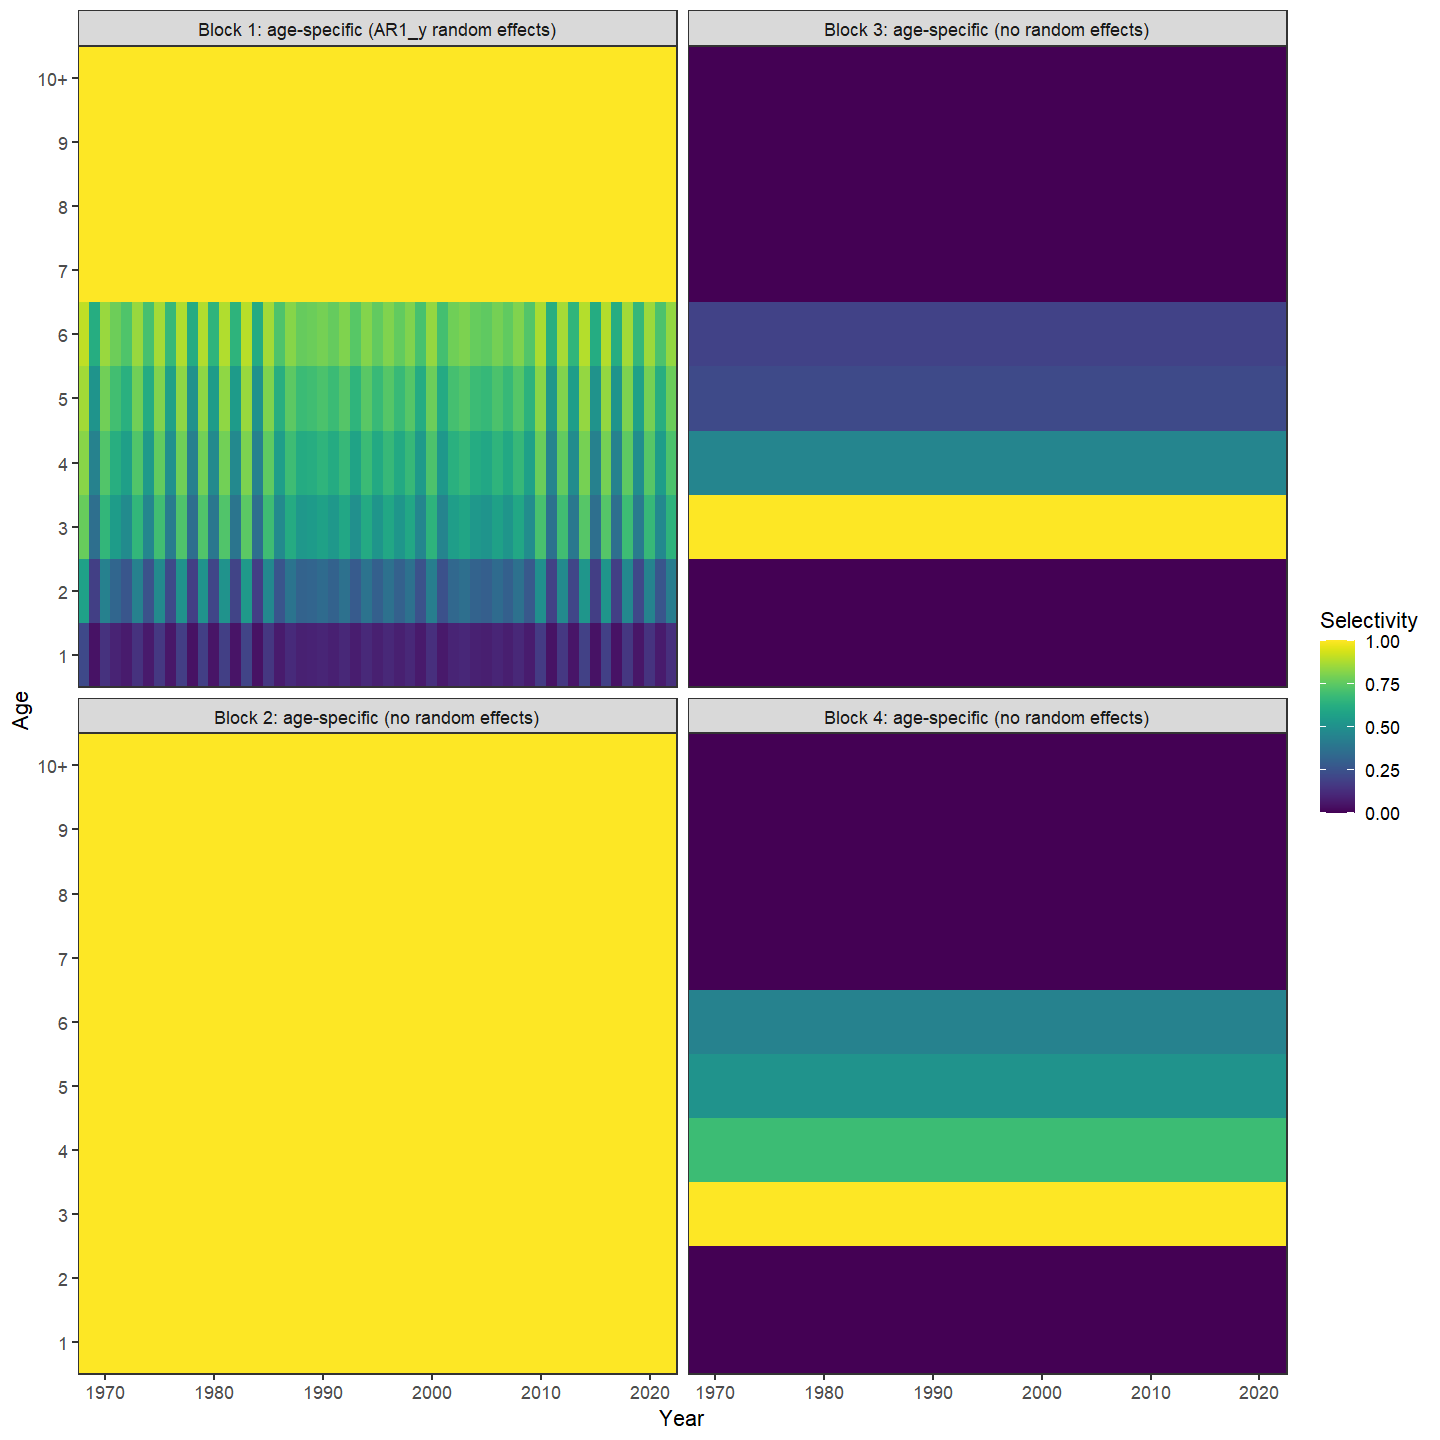 Block 1: age-specific (AR1_y random effects)
Block 3: age-specific (no random effects)
10+
9
8
7
6
5
4
3
2
1
Age
Block 2: age-specific (no random effects)
Block 4: age-specific (no random effects)
10+
9
8
7
6
5
4
3
2
1
1970 1980 1990 2000 2010 2020
1970 1980 1990 2000 2010 2020
Year
Selectivity
1.00
0.75
0.50
0.25
0.00